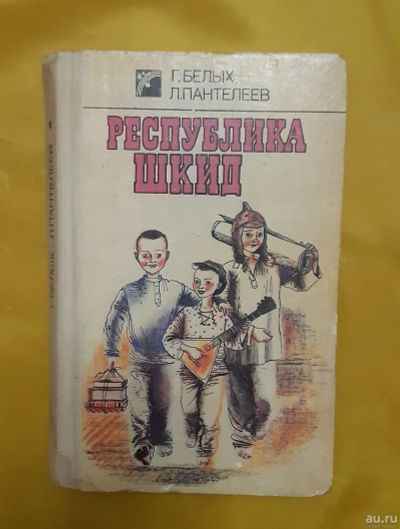 Г. БЕЛЫХ,
Л. ПАНТЕЛЕЕВ
РЕСПУБЛИКА
ШКИД
Г. БЕЛЫХ · Л. ПАНТЕЛЕЕВ
au.ru